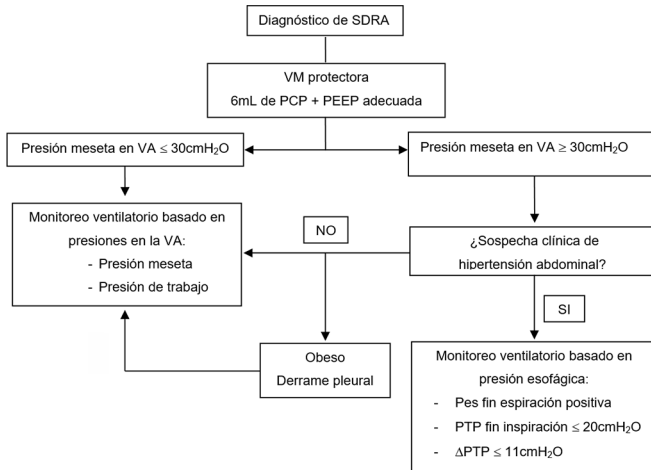 Diagnóstico de SDRA
VM protectora
6mL de PCP + PEEP adecuada
Presión meseta en VA ≤ 30cmH₂O
Presión meseta en VA ≥ 30cmH₂O
Monitoreo ventilatorio basado en
presiones en la VA:
- Presión meseta
- Presión de trabajo
NO
¿Sospecha clínica de
hipertensión abdominal?
SI
Obeso
Derrame pleural
Monitoreo ventilatorio basado en
presión esofágica:
- Pes fin espiración positiva
- PTP fin inspiración ≤ 20cmH₂O
- ΔPTP ≤ 11cmH₂O